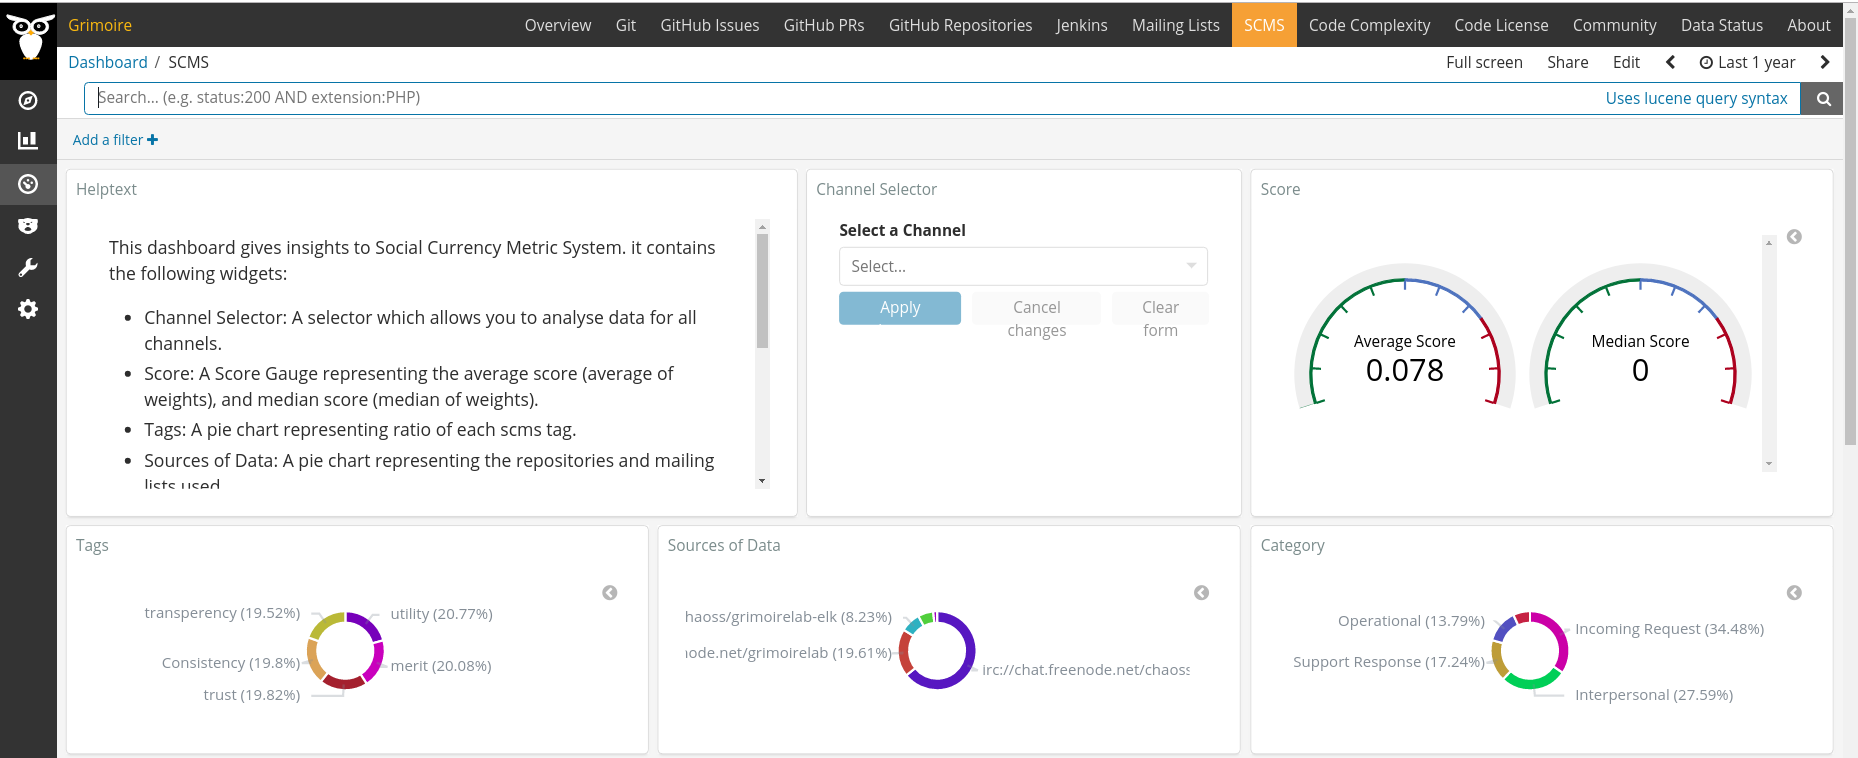 Grimoire
Overview Git GitHub Issues GitHub PRs GitHub Repositories Jenkins Mailing Lists SCMS Code Complexity Code License Community Data Status About
Dashboard / SCMS
Full screen Share Edit Last 1 year
Search... (e.g. status:200 AND extension:PHP)
Uses lucene query syntax
Add a filter
Helptext
This dashboard gives insights to Social Currency Metric System. it contains
the following widgets:
Channel Selector: A selector which allows you to analyse data for all
channels.
Score: A Score Gauge representing the average score (average of
weights), and median score (median of weights).
Tags: A pie chart representing ratio of each scms tag.
Sources of Data: A pie chart representing the repositories and mailing
lists used
Channel Selector
Select a Channel
Select...
Apply
Cancel
changes
Clear
form
Score
Average Score
0.078
Median Score
0
Tags
transperency (19.52%)
utility (20.77%)
Consistency (19.8%)
merit (20.08%)
trust (19.82%)
Sources of Data
haoss/grimoirelab-elk (8.23%)
ode.net/grimoirelab (19.61%)
irc://chat.freenode.net/chaoss
Category
Operational (13.79%)
Incoming Request (34.48%)
Support Response (17.24%)
Interpersonal (27.59%)